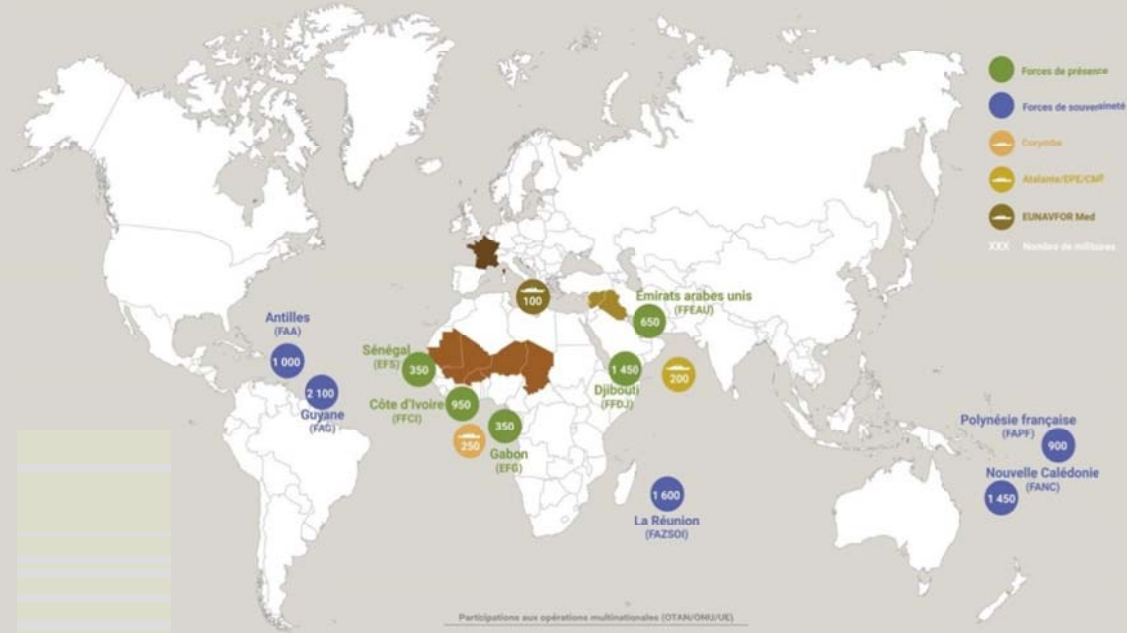 Forces de présence
Forces de souveraineté
Corymbe
Atalante/EPE/CMF
EUNAVFOR Med
XXX Nombre de militaires
100
Émirats arabes unis
(FFEAU)
650
Antilles
(FAA)
1 000
Sénégal
(EFS)
350
1 450
Djibouti
(FFDJ)
200
2 100
Guyane
(FAG)
Côte d'Ivoire
(FFCI)
950
350
Gabon
(EFG)
250
Polynésie française
(FAPF)
900
Nouvelle Calédonie
(FANC)
1 450
1 600
La Réunion
(FAZSOI)
Participations aux opérations multinationales (OTAN/ONU/UE)